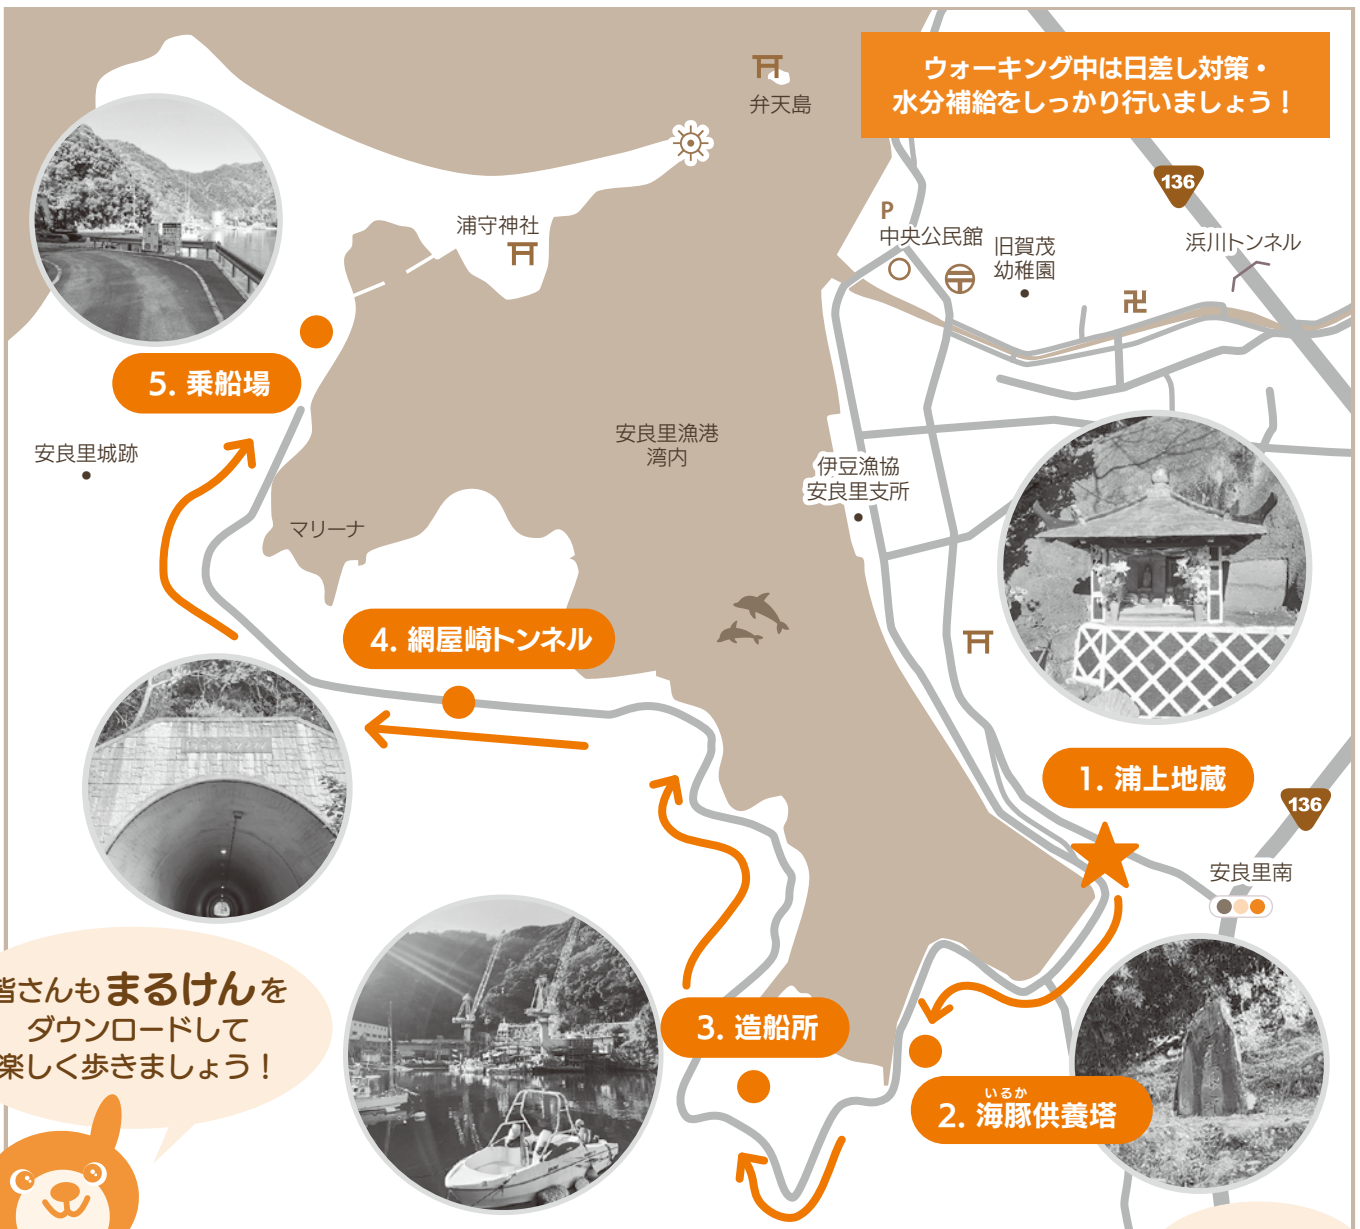 ウォーキング中は日差し対策・
水分補給をしっかり行いましょう！
弁天島
136
浦守神社
P
中央公民館
旧賀茂
幼稚園
浜川トンネル
5. 乗船場
安良里城跡
安良里漁港
湾内
伊豆漁協
安良里支所
マリーナ
4. 網屋崎トンネル
1. 浦上地蔵
136
安良里南
皆さんもまるけんを
ダウンロードして
楽しく歩きましょう！
3. 造船所
いるか
2. 海豚供養塔